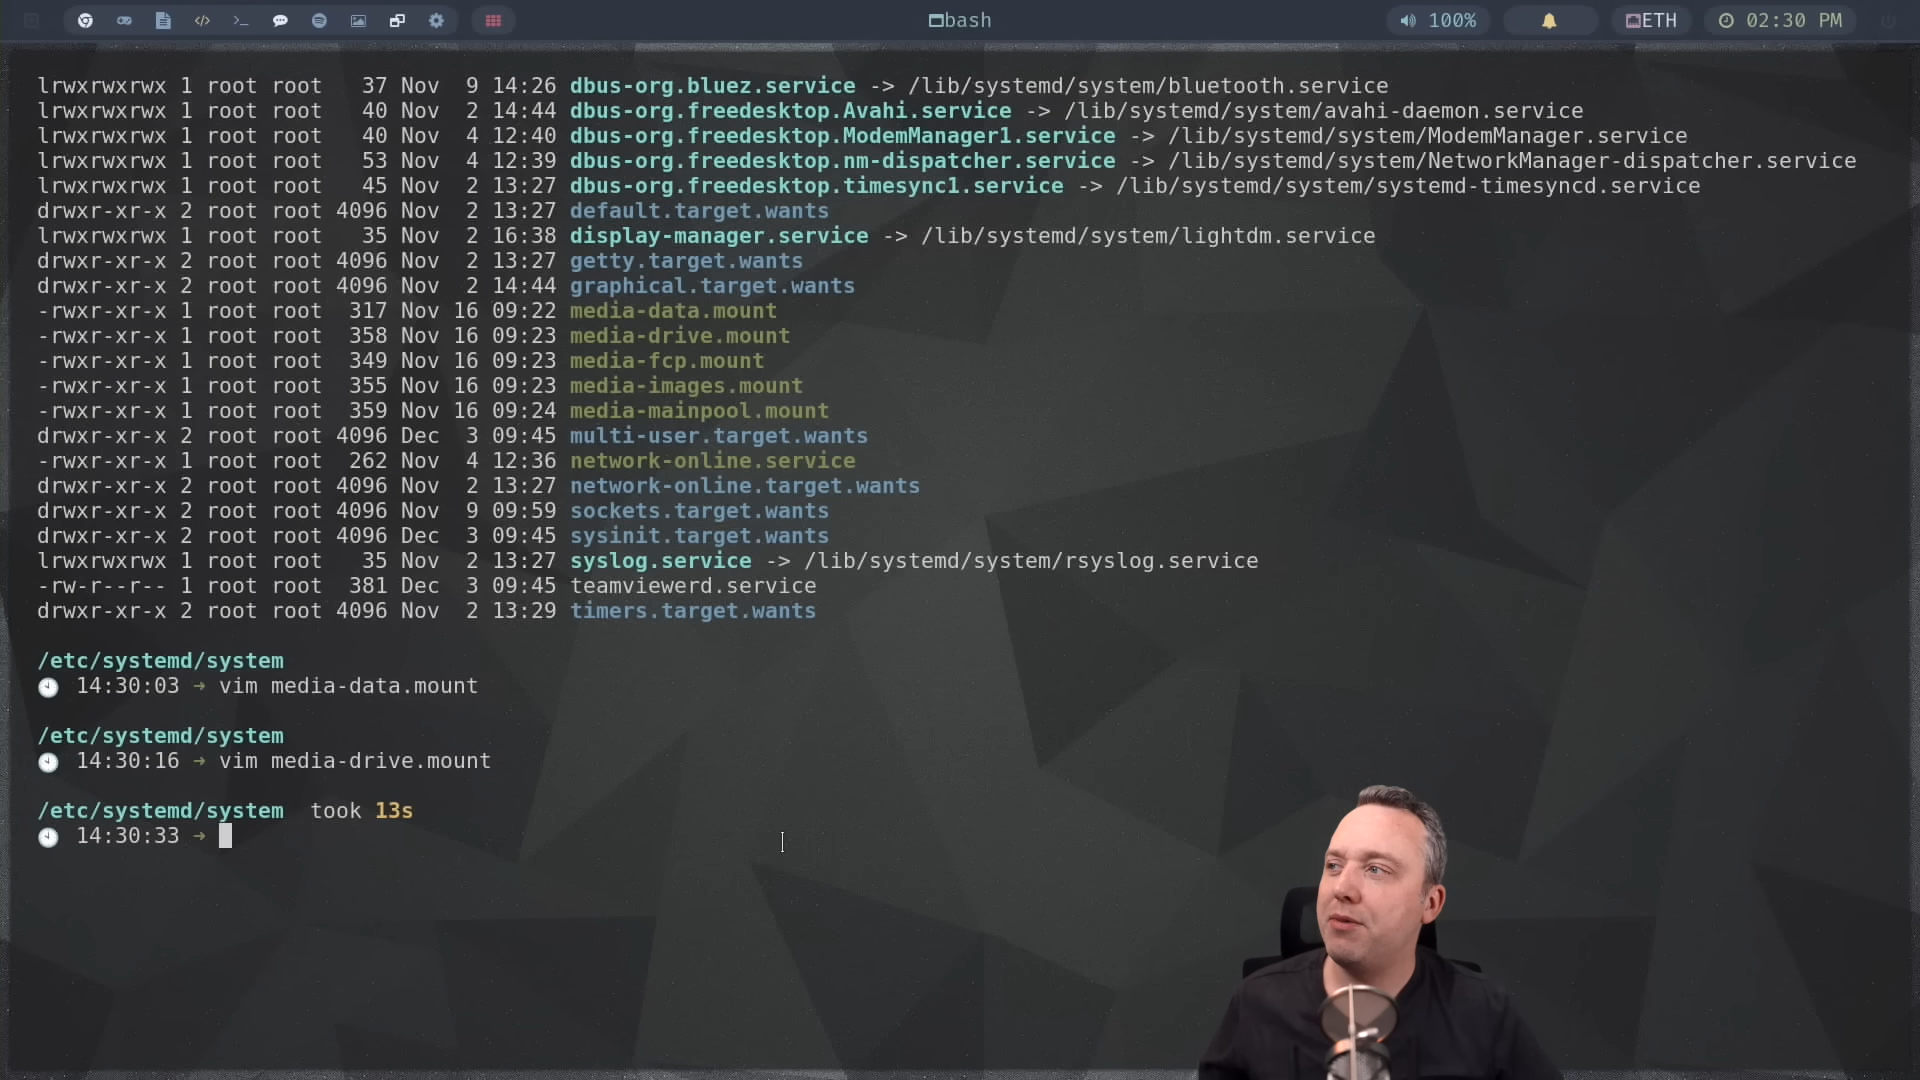 bash
100%
ETH
02:30 PM
lrwxrwxrwx 1 root root   37 Nov  9 14:26 dbus-org.bluez.service -> /lib/systemd/system/bluetooth.service
lrwxrwxrwx 1 root root   40 Nov  2 14:44 dbus-org.freedesktop.Avahi.service -> /lib/systemd/system/avahi-daemon.service
lrwxrwxrwx 1 root root   40 Nov  4 12:40 dbus-org.freedesktop.ModemManager1.service -> /lib/systemd/system/ModemManager.service
lrwxrwxrwx 1 root root   53 Nov  4 12:39 dbus-org.freedesktop.nm-dispatcher.service -> /lib/systemd/system/NetworkManager-dispatcher.service
lrwxrwxrwx 1 root root   45 Nov  2 13:27 dbus-org.freedesktop.timesync1.service -> /lib/systemd/system/systemd-timesyncd.service
drwxr-xr-x 2 root root 4096 Nov  2 13:27 default.target.wants
lrwxrwxrwx 1 root root   35 Nov  2 16:38 display-manager.service -> /lib/systemd/system/lightdm.service
drwxr-xr-x 2 root root 4096 Nov  2 13:27 getty.target.wants
drwxr-xr-x 2 root root 4096 Nov  2 14:44 graphical.target.wants
-rwxr-xr-x 1 root root  317 Nov 16 09:22 media-data.mount
-rwxr-xr-x 1 root root  358 Nov 16 09:23 media-drive.mount
-rwxr-xr-x 1 root root  349 Nov 16 09:23 media-fcp.mount
-rwxr-xr-x 1 root root  355 Nov 16 09:23 media-images.mount
-rwxr-xr-x 1 root root  359 Nov 16 09:24 media-mainpool.mount
drwxr-xr-x 2 root root 4096 Dec  3 09:45 multi-user.target.wants
-rwxr-xr-x 1 root root  262 Nov  4 12:36 network-online.service
drwxr-xr-x 2 root root 4096 Nov  2 13:27 network-online.target.wants
drwxr-xr-x 2 root root 4096 Nov  9 09:59 sockets.target.wants
drwxr-xr-x 2 root root 4096 Dec  3 09:45 sysinit.target.wants
lrwxrwxrwx 1 root root   35 Nov  2 13:27 syslog.service -> /lib/systemd/system/rsyslog.service
-rw-r--r-- 1 root root  381 Dec  3 09:45 teamviewerd.service
drwxr-xr-x 2 root root 4096 Nov  2 13:29 timers.target.wants
/etc/systemd/system
14:30:03 → vim media-data.mount
/etc/systemd/system
14:30:16 → vim media-drive.mount
/etc/systemd/system  took 13s
14:30:33 →